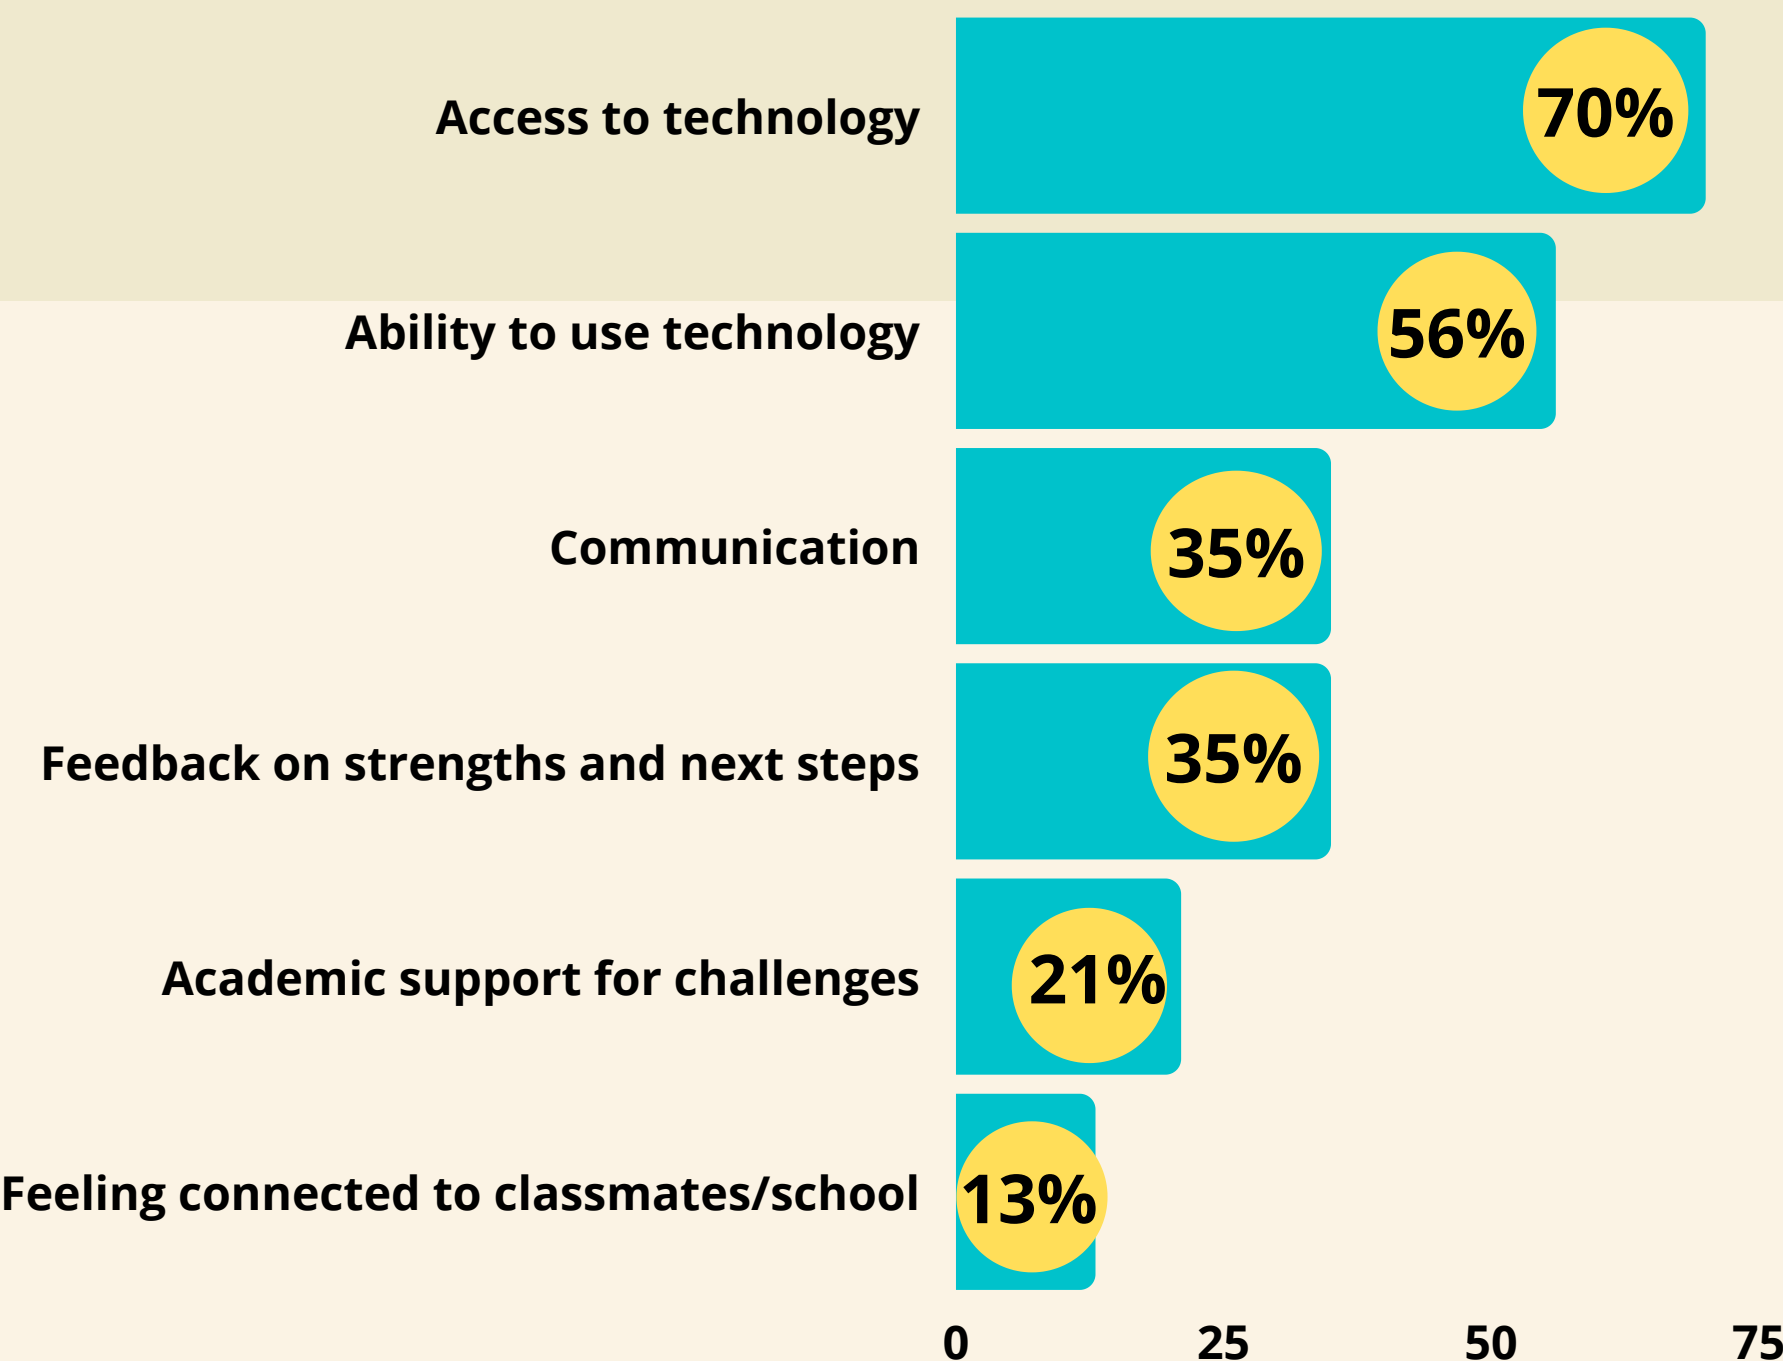 Access to technology
70%
Ability to use technology
56%
Communication
35%
Feedback on strengths and next steps
35%
Academic support for challenges
21%
Feeling connected to classmates/school
13%
0 25 50 75